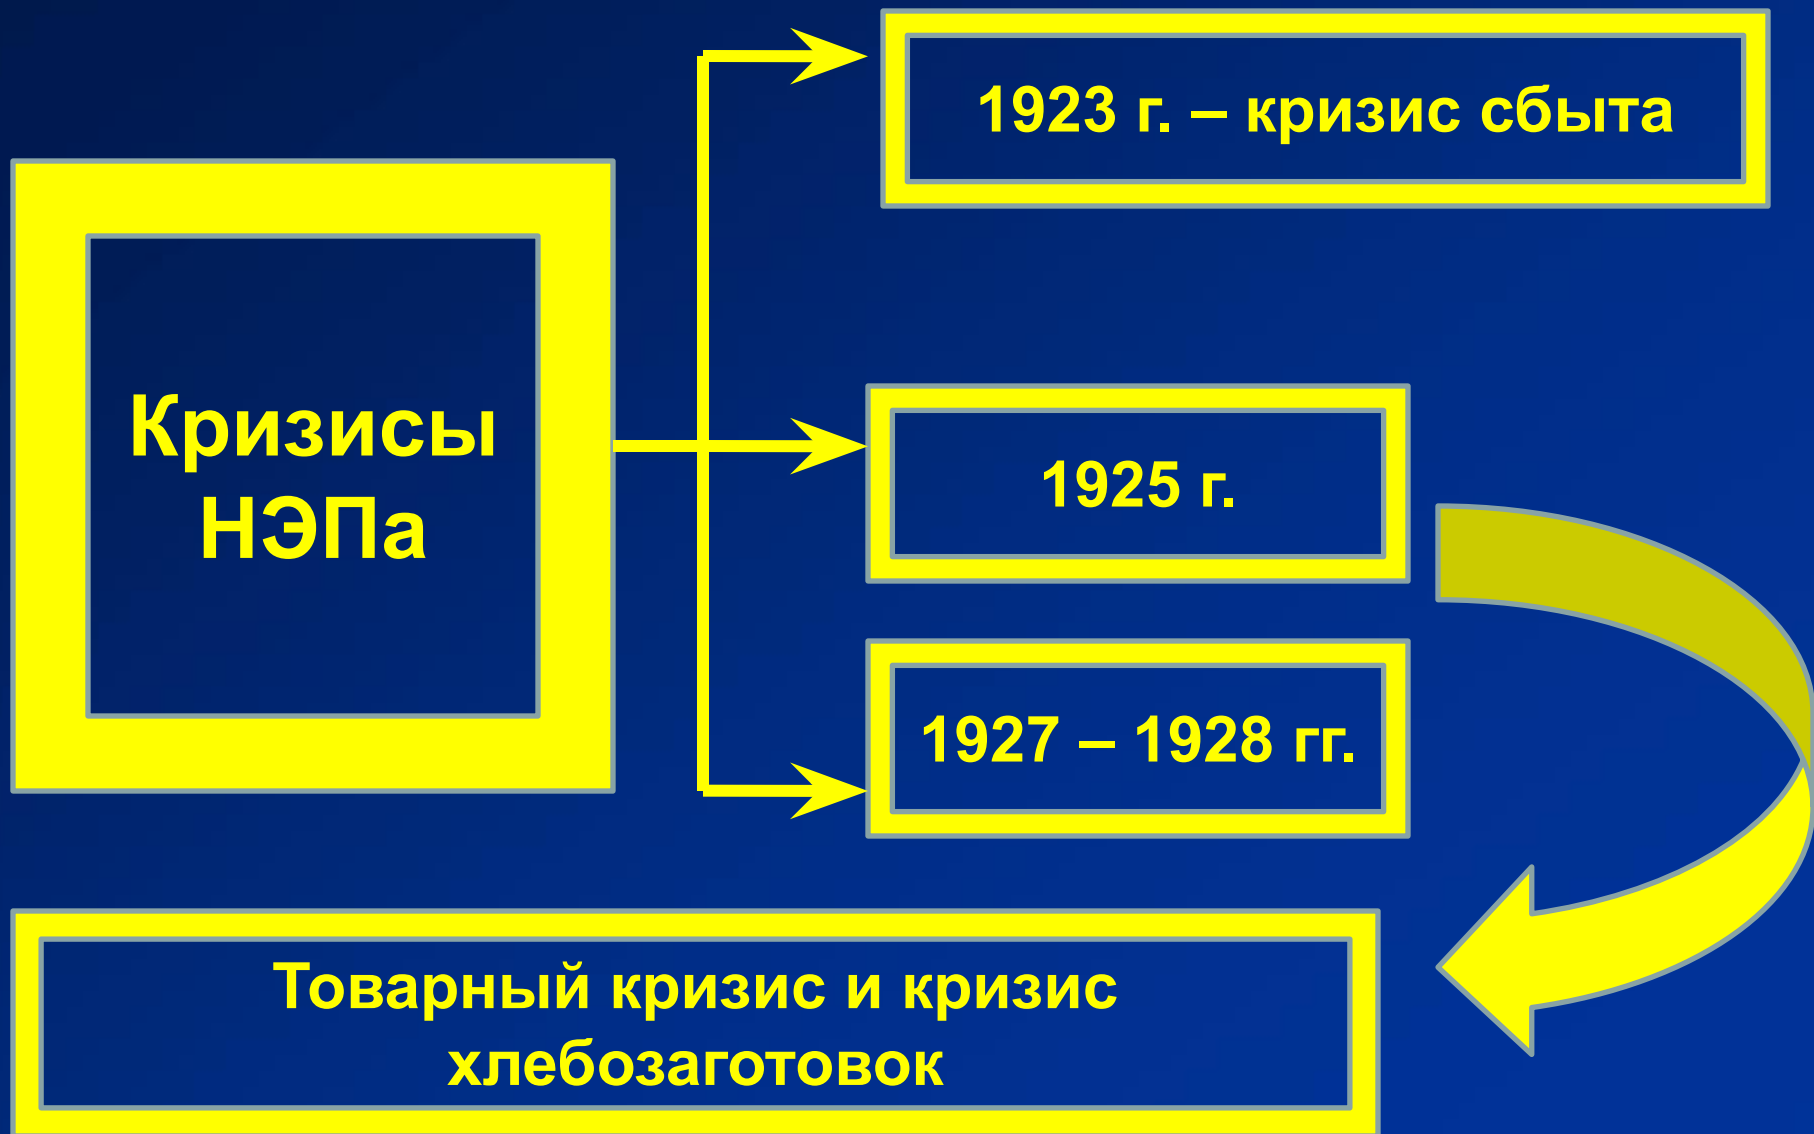 Кризисы
НЭПа
1923 г. – кризис сбыта
1925 г.
1927 – 1928 гг.
Товарный кризис и кризис
хлебозаготовок